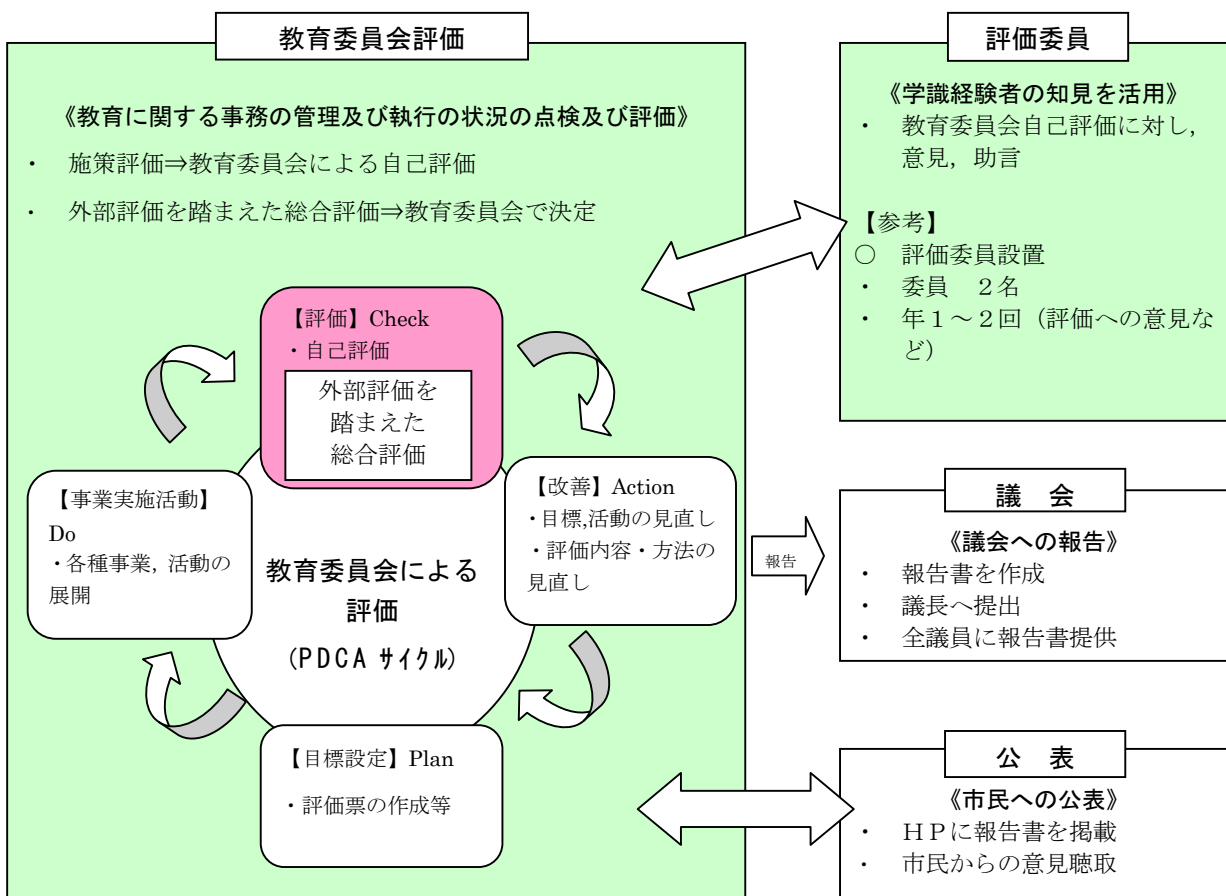 教育委員会評価
《教育に関する事務の管理及び執行の状況の点検及び評価》
・　施策評価⇒教育委員会による自己評価
・　外部評価を踏まえた総合評価⇒教育委員会で決定
【評価】Check
・自己評価
外部評価を
踏まえた
総合評価
【事業実施活動】
Do
・各種事業, 活動の
展開
【改善】Action
・目標,活動の見直し
・評価内容・方法の
見直し
教育委員会による
評価
(PDCA ｻｲｸﾙ)
【目標設定】Plan
・評価票の作成等
評価委員
《学識経験者の知見を活用》
・　教育委員会自己評価に対し，
意見，助言
【参考】
○　評価委員設置
・　委員　２名
・　年１～２回（評価への意見な
ど）
報告
議　会
《議会への報告》
・　報告書を作成
・　議長へ提出
・　全議員に報告書提供
公　表
《市民への公表》
・　ＨＰに報告書を掲載
・　市民からの意見聴取